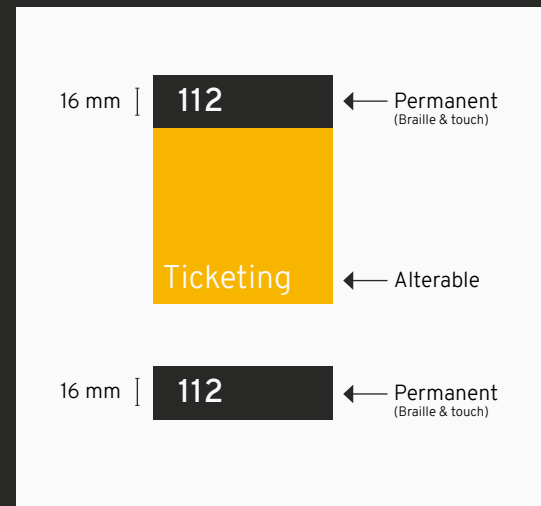 16 mm
112
Permanent
(Braille & touch)
Ticketing
Alterable
16 mm
112
Permanent
(Braille & touch)